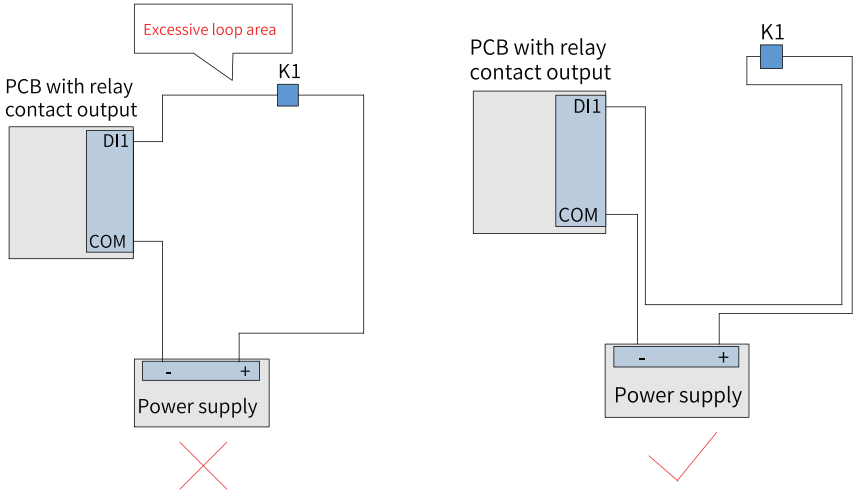 Excessive loop area
K1
PCB with relay
contact output
DI1
COM
- +
Power supply
K1
PCB with relay
contact output
DI1
COM
- +
Power supply